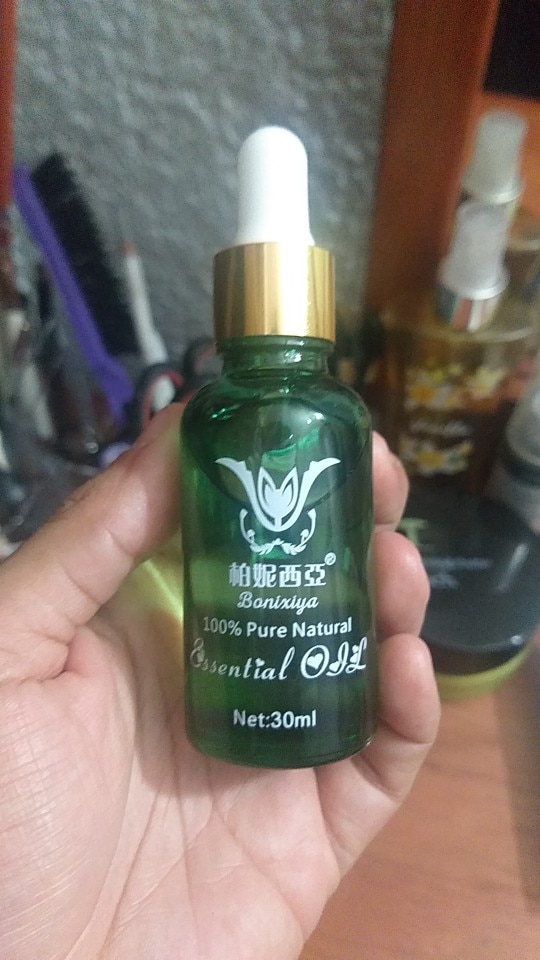 柏妮西亞®
Bonixiya
100% Pure Natural
Essential OIL
Net:30ml